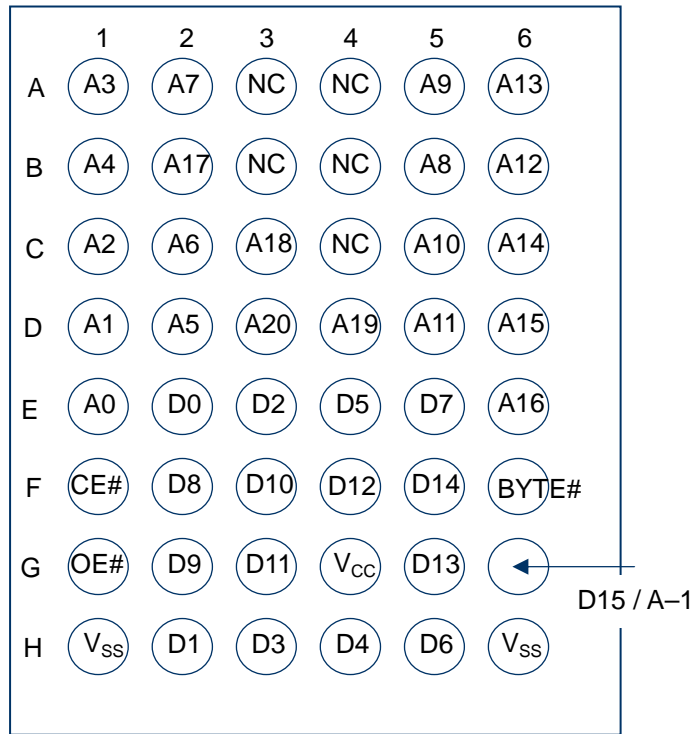 1 2 3 4 5 6
A A3 A7 NC NC A9 A13
B A4 A17 NC NC A8 A12
C A2 A6 A18 NC A10 A14
D A1 A5 A20 A19 A11 A15
E A0 D0 D2 D5 D7 A16
F CE# D8 D10 D12 D14 BYTE#
G OE# D9 D11 VCC D13
D15 / A–1
H VSS D1 D3 D4 D6 VSS